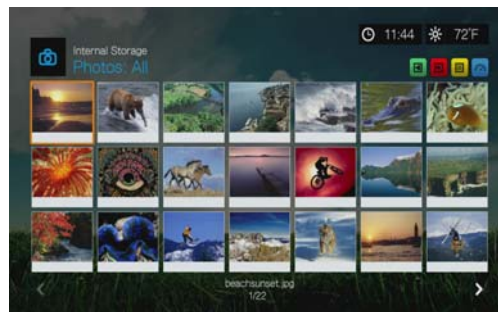 11:44 72°F
Internal Storage
Photos: All
beachsunset.jpg
1/22